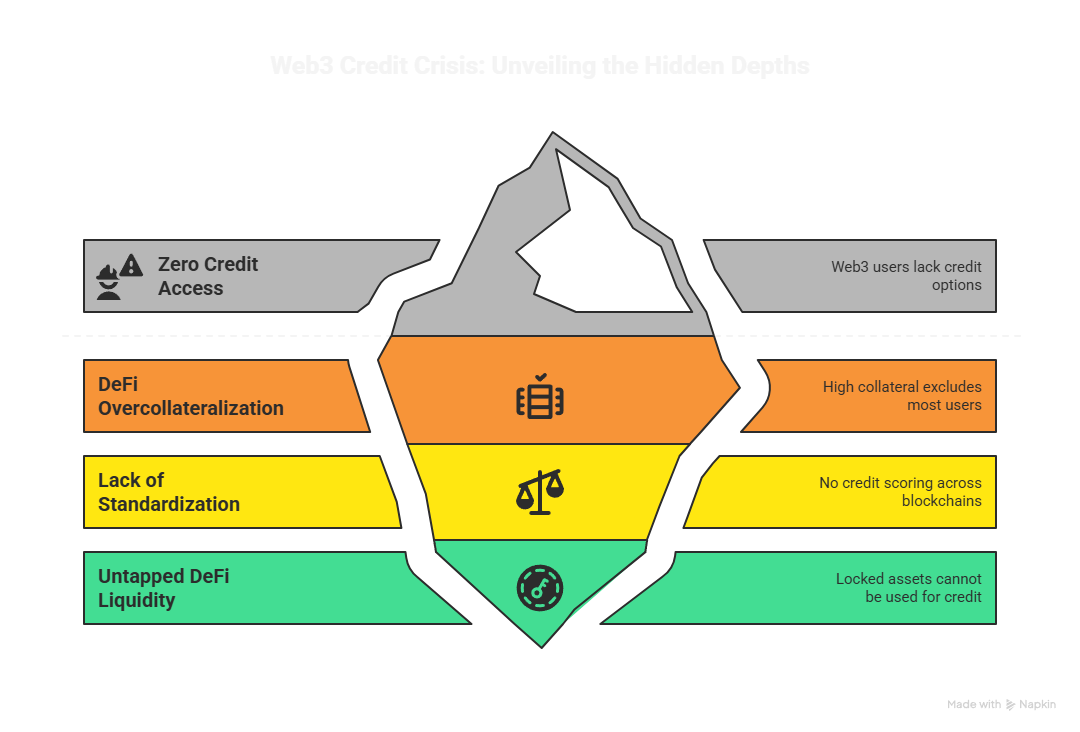 Web3 Credit Crisis: Unveiling the Hidden Depths
Zero Credit
Access
Web3 users lack credit
options
DeFi
Overcollateralization
High collateral excludes
most users
Lack of
Standardization
No credit scoring across
blockchains
Untapped DeFi
Liquidity
Locked assets cannot
be used for credit
Made with Napkin